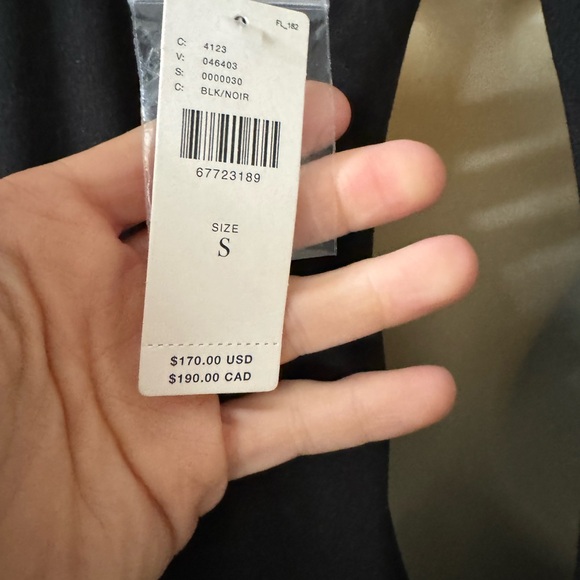 FL_182
C: 4123
V: 046403
S: 0000030
C: BLK/NOIR
67723189
SIZE
S
$170.00 USD
$190.00 CAD